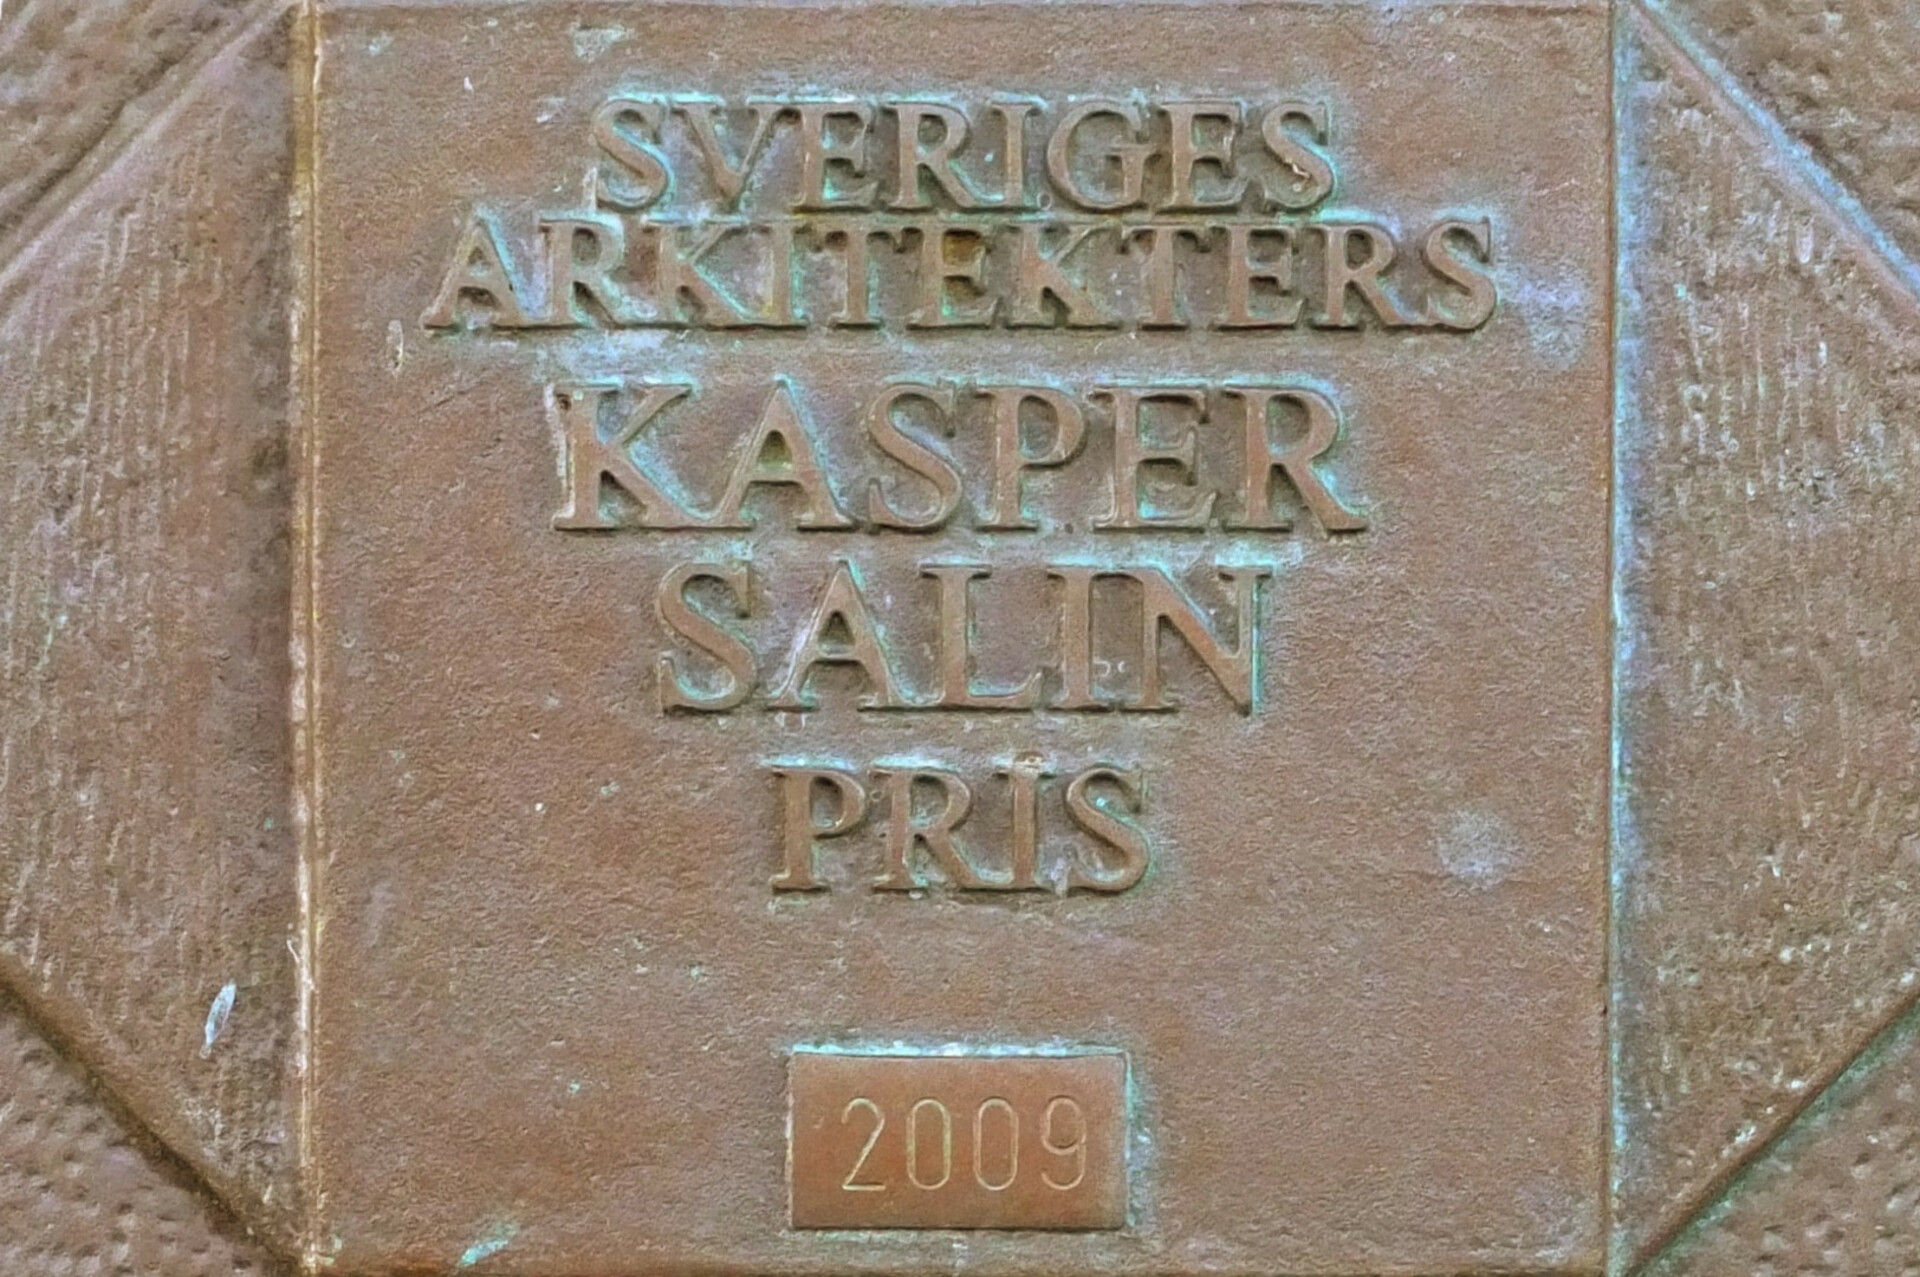 SVERIGES
ARKITEKTERS
KASPER
SALIN
PRIS
2009